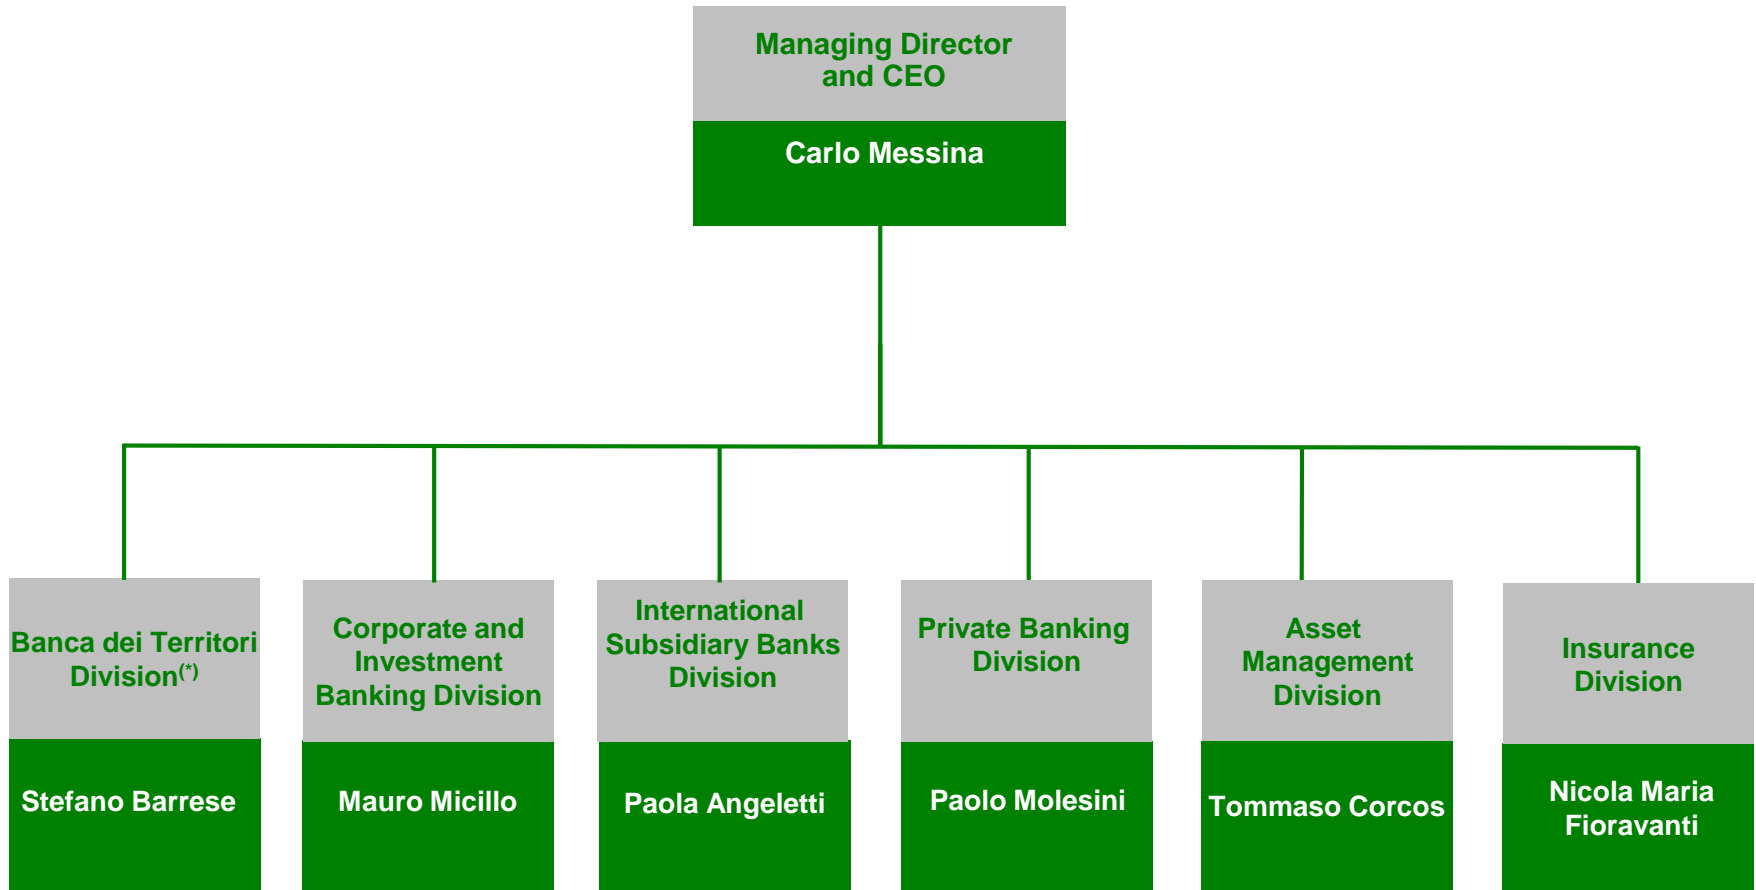 Managing Director
and CEO
Carlo Messina
Banca dei Territori
Division(*)
Stefano Barrese
Corporate and
Investment
Banking Division
Mauro Micillo
International
Subsidiary Banks
Division
Paola Angeletti
Private Banking
Division
Paolo Molesini
Asset
Management
Division
Tommaso Corcos
Insurance
Division
Nicola Maria
Fioravanti